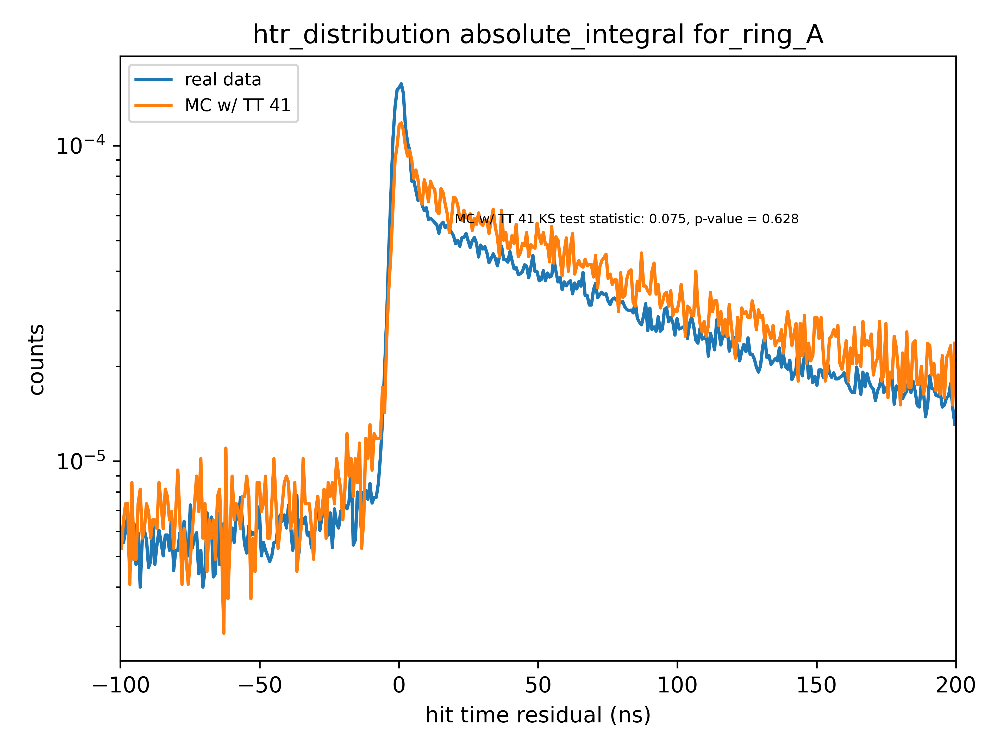 htr_distribution absolute_integral for_ring_A
real data
MC w/ TT 41
10⁻⁴
MC w/ TT 41 KS test statistic: 0.075, p-value = 0.628
counts
10⁻⁵
−100 −50 0 50 100 150 200
hit time residual (ns)